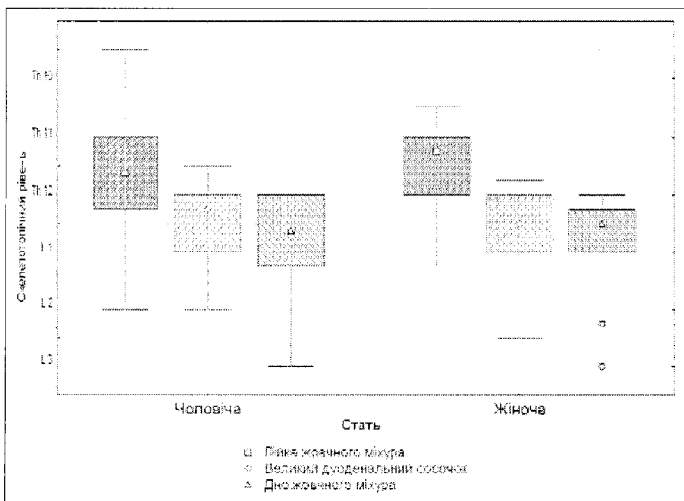 Скелетотопічний рівень
Th10
Th11
Th12
L1
L2
L3
Чоловіча
Жіноча
Стать
Шийка жовчного міхура
Великий дуоденальний сосочок
Дно жовчного міхура